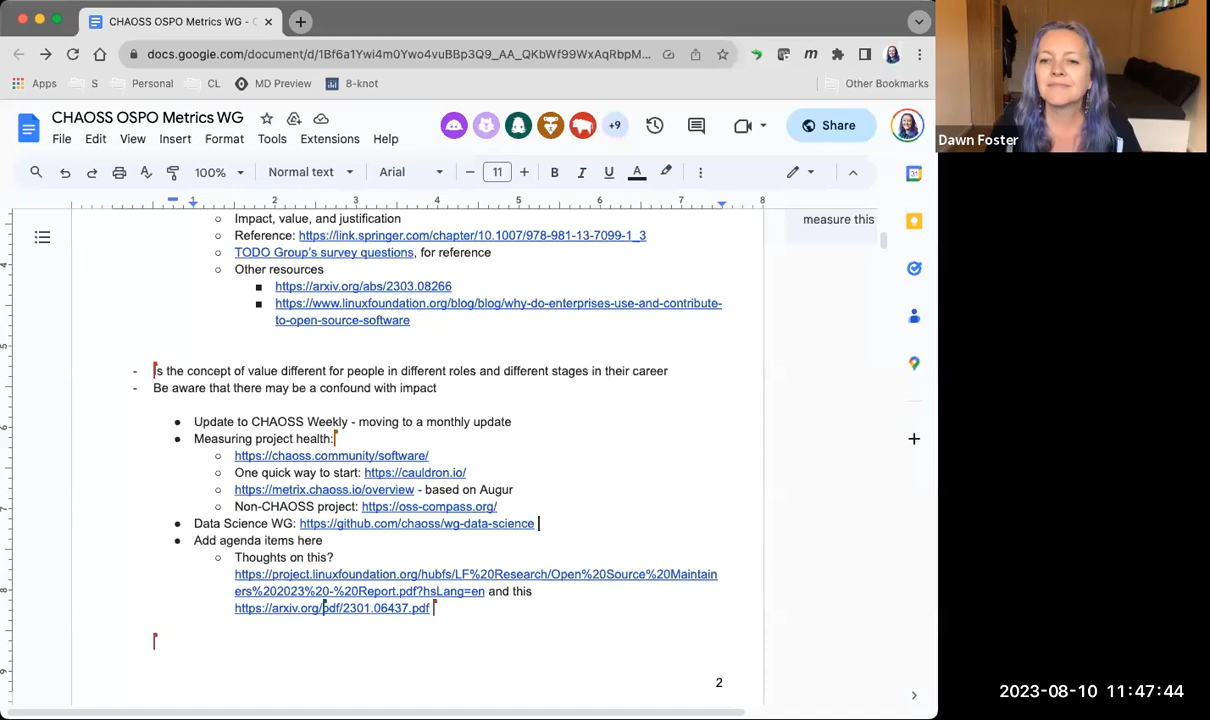 CHAOSS OSPO Metrics WG - C
docs.google.com/document/d/1Bf6a1Ywi4m0Ywo4vuBBp3Q9_AA_QKbWf99WxAqRbpM...
Apps
S
Personal
CL
MD Preview
8-knot
Other Bookmarks
CHAOSS OSPO Metrics WG
File Edit View Insert Format Tools Extensions Help
+9
Share
100%
Normal text
Arial
11
B I U A
1 2 3 4 5 6 7 8
Impact, value, and justification
measure this
Reference: https://link.springer.com/chapter/10.1007/978-981-13-7099-1_3
TODO Group's survey questions, for reference
Other resources
https://arxiv.org/abs/2303.08266
https://www.linuxfoundation.org/blog/blog/why-do-enterprises-use-and-contribute-
to-open-source-software
- Is the concept of value different for people in different roles and different stages in their career
- Be aware that there may be a confound with impact
Update to CHAOSS Weekly - moving to a monthly update
Measuring project health:
https://chaoss.community/software/
One quick way to start: https://cauldron.io/
https://metrix.chaoss.io/overview - based on Augur
Non-CHAOSS project: https://oss-compass.org/
Data Science WG: https://github.com/chaoss/wg-data-science
Add agenda items here
Thoughts on this?
https://project.linuxfoundation.org/hubfs/LF%20Research/Open%20Source%20Maintain
ers%202023%20-%20Report.pdf?hsLang=en and this
https://arxiv.org/pdf/2301.06437.pdf
2
Dawn Foster
2023-08-10 11:47:44